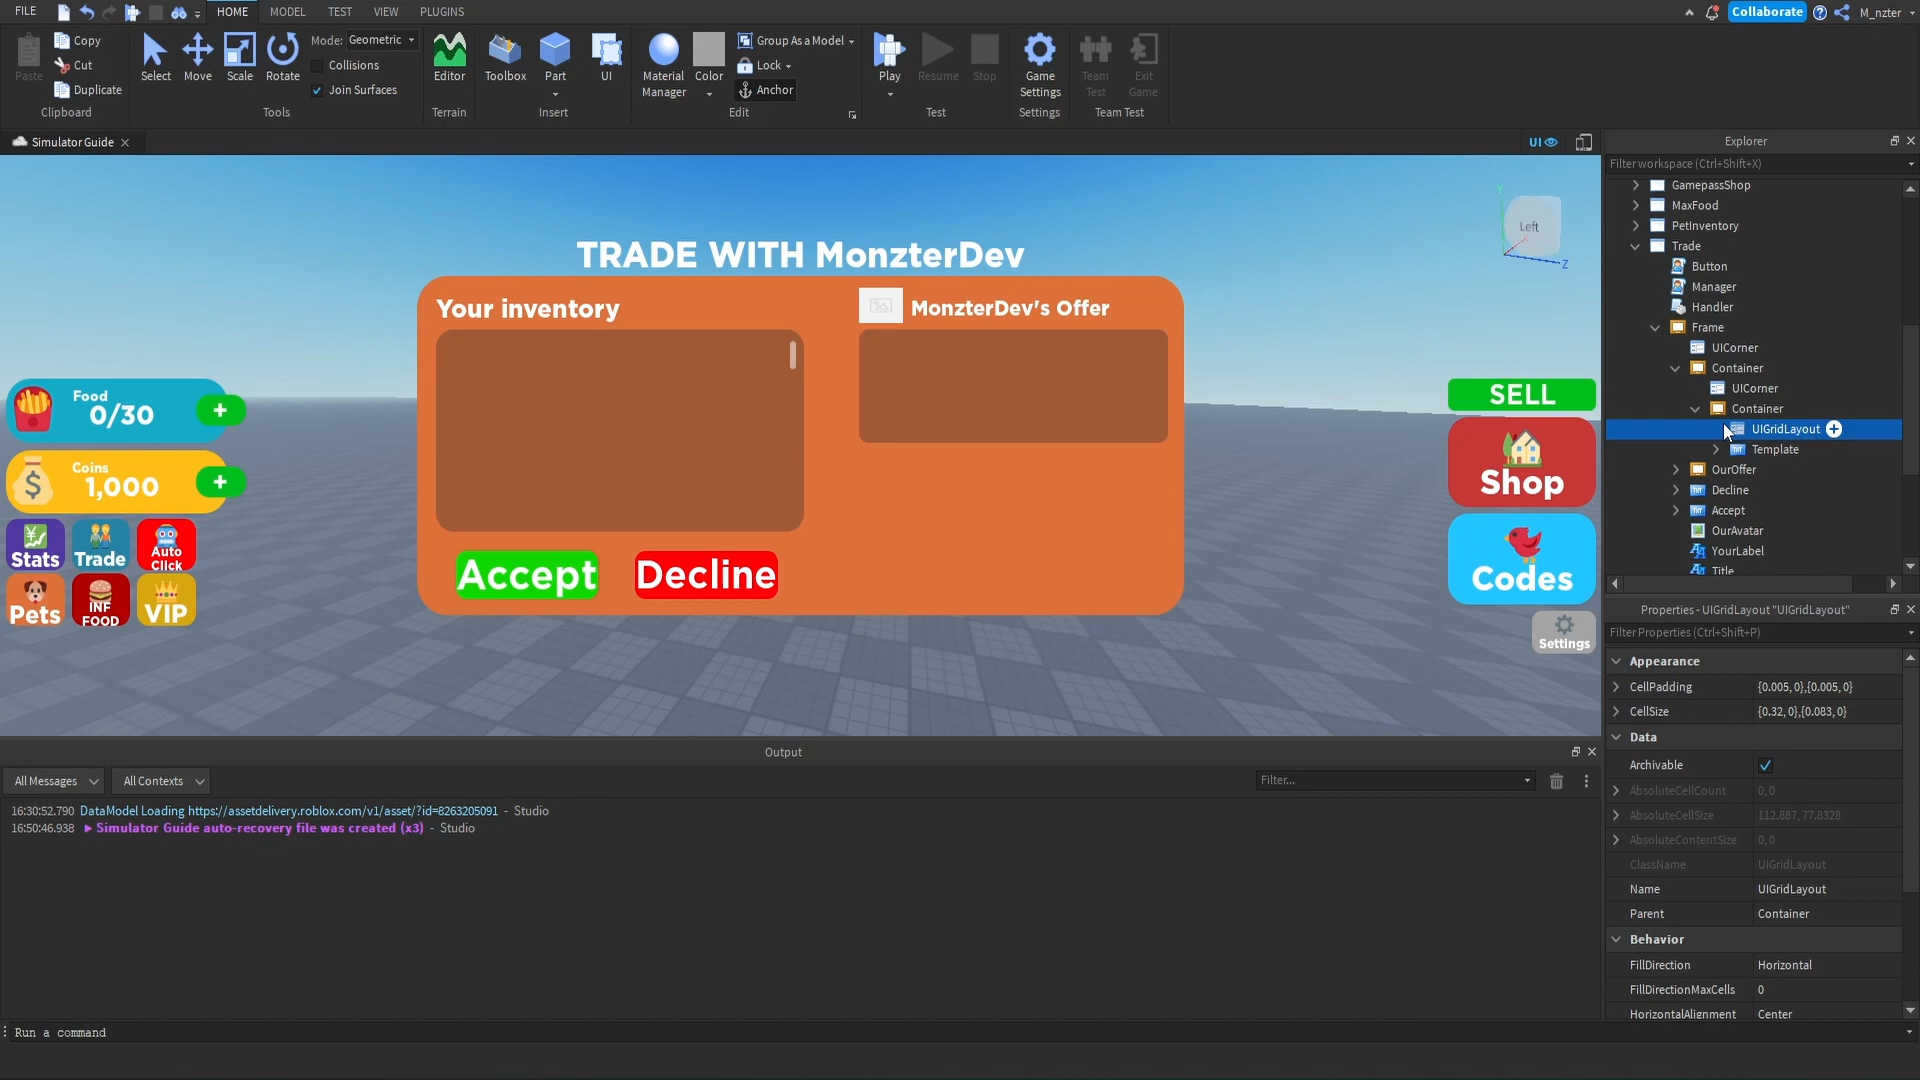 FILE HOME MODEL TEST VIEW PLUGINS Collaborate M_nzter
Paste Copy Cut Duplicate Clipboard
Select Move Scale Rotate Mode: Geometric Collisions Join Surfaces Tools
Editor Terrain
Toolbox Part UI Insert
Material Manager Color Group As a Model Lock Anchor Edit
Play Resume Stop Test
Game Settings Settings
Team Test Exit Game Team Test
Simulator Guide
UI
Left
Y
Z
TRADE WITH MonzterDev
Your inventory
MonzterDev's Offer
Accept
Decline
Food
0/30
+
Coins
1,000
+
Stats
Trade
Auto
Click
Pets
INF
FOOD
VIP
SELL
Shop
Codes
Settings
Explorer
Filter workspace (Ctrl+Shift+X)
GamepassShop
MaxFood
PetInventory
Trade
Button
Manager
Handler
Frame
UICorner
Container
UICorner
Container
UIGridLayout
Template
OurOffer
Decline
Accept
OurAvatar
YourLabel
Title
Properties - UIGridLayout "UIGridLayout"
Filter Properties (Ctrl+Shift+P)
Appearance
CellPadding {0.005, 0},{0.005, 0}
CellSize {0.32, 0},{0.083, 0}
Data
Archivable
AbsoluteCellCount 0, 0
AbsoluteCellSize 112.887, 77.8328
AbsoluteContentSize 0, 0
ClassName UIGridLayout
Name UIGridLayout
Parent Container
Behavior
FillDirection Horizontal
FillDirectionMaxCells 0
HorizontalAlignment Center
Output
All Messages All Contexts Filter...
16:30:52.790 DataModel Loading https://assetdelivery.roblox.com/v1/asset/?id=8263205091 - Studio
16:50:46.938 Simulator Guide auto-recovery file was created (x3) - Studio
Run a command